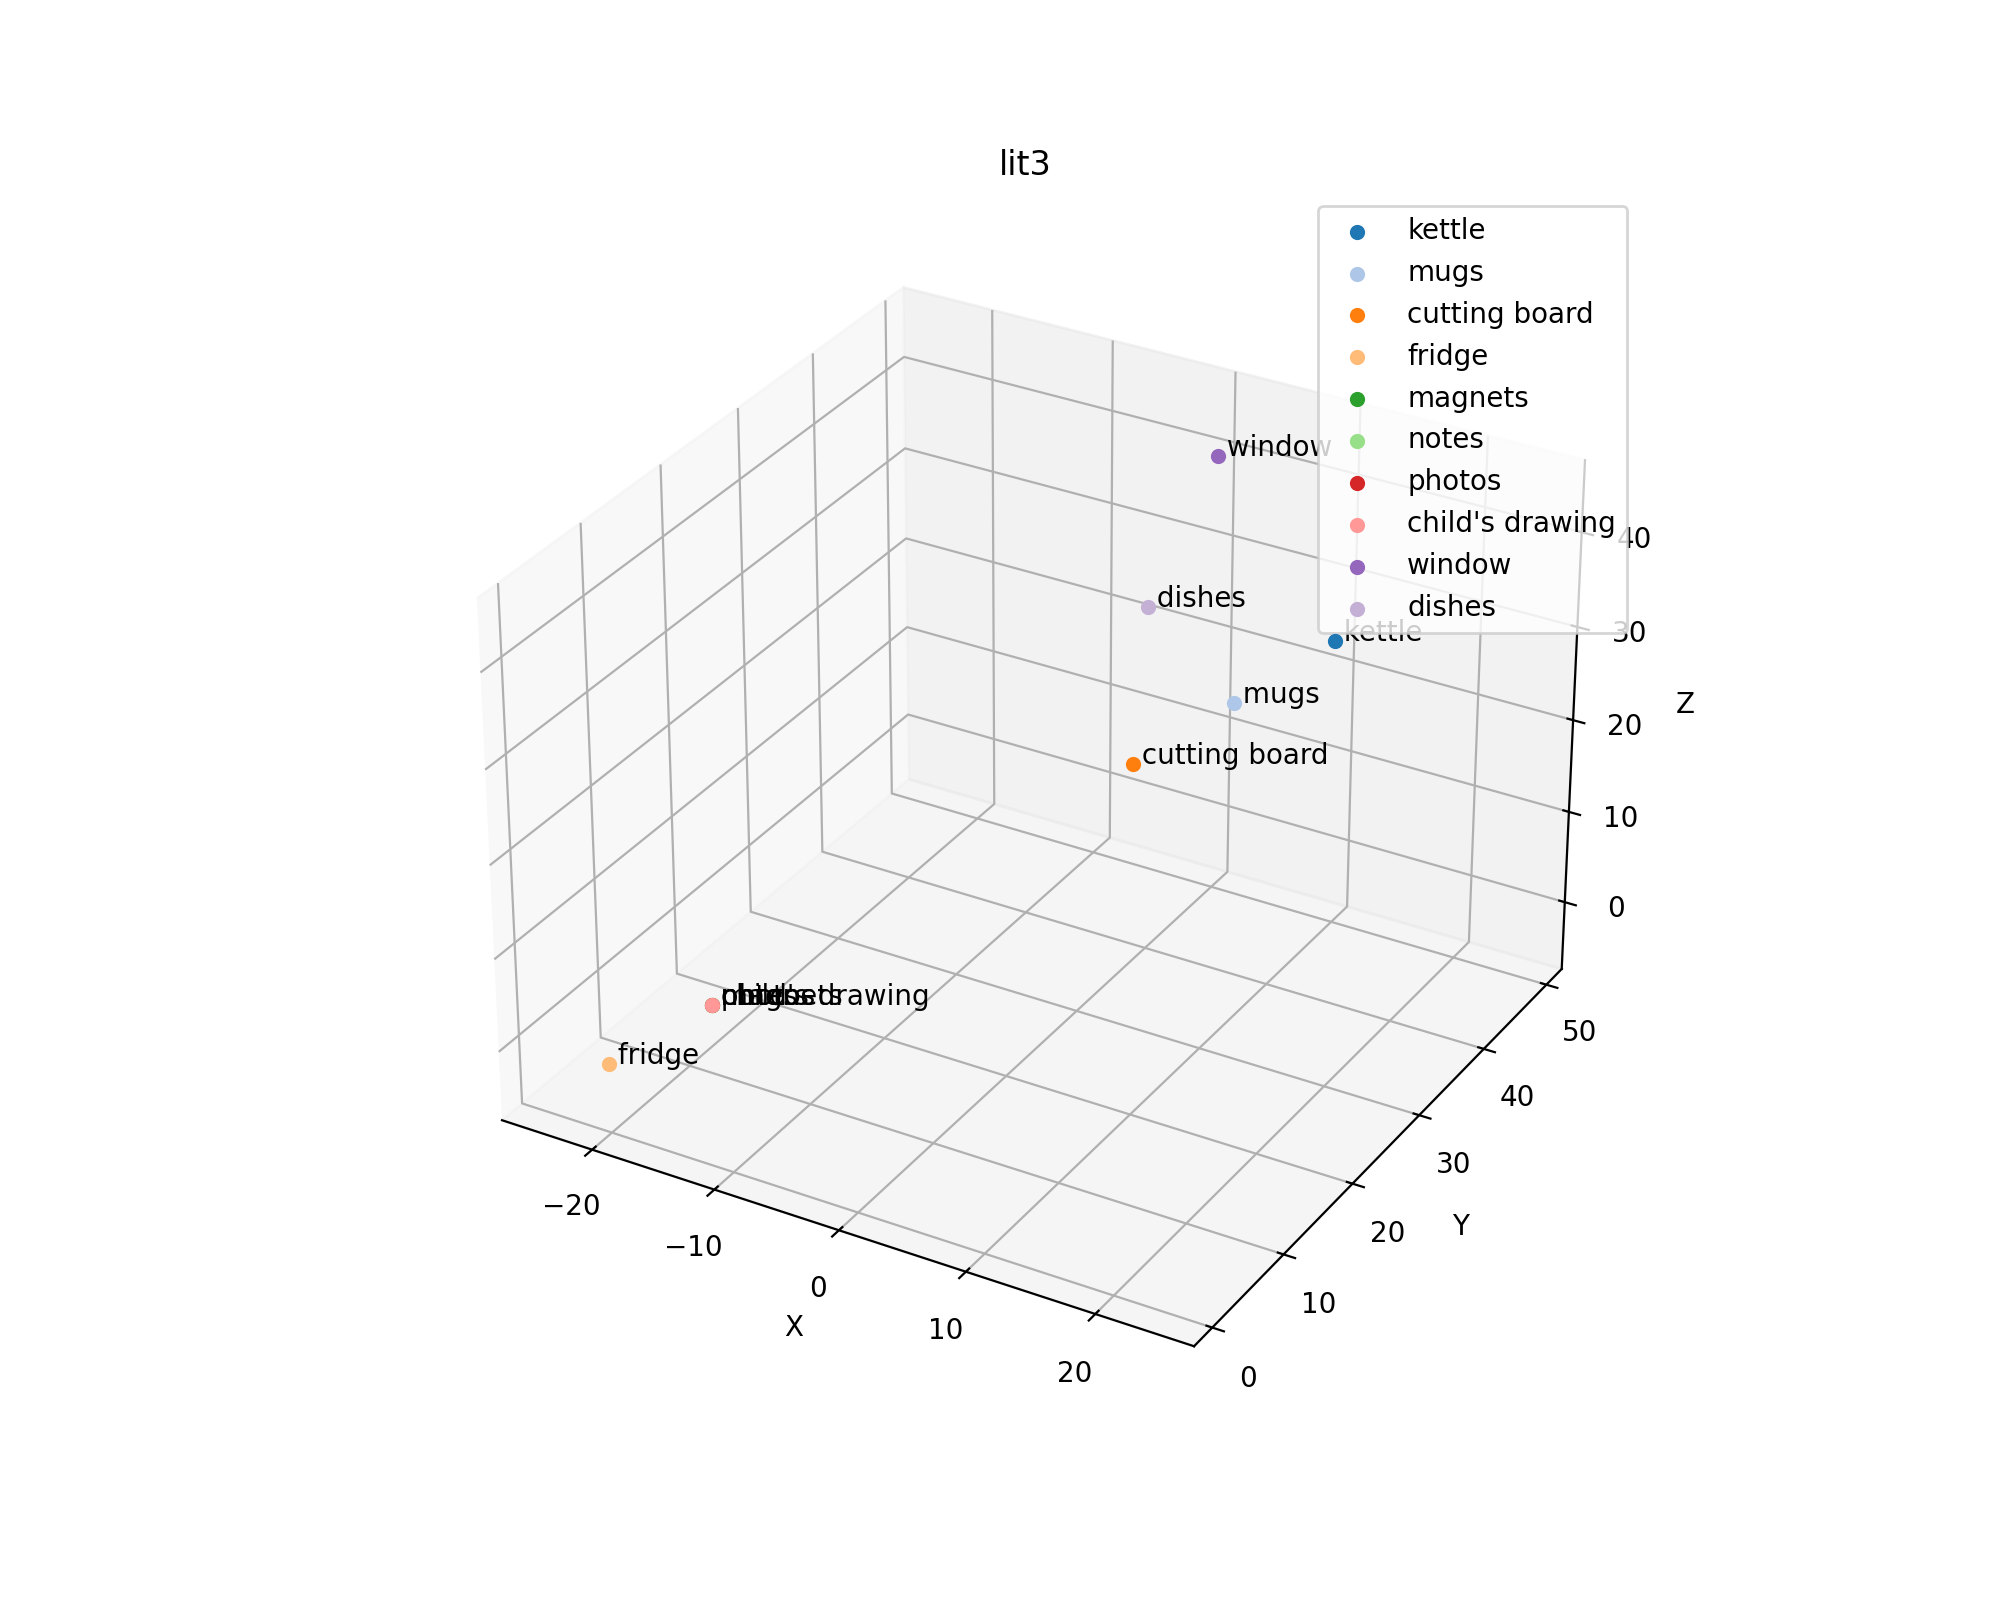 lit3
kettle
mugs
cutting board
fridge
magnets
notes
photos
child's drawing
window
dishes
window
dishes
kettle
mugs
cutting board
drawing
fridge
40
30
20
10
0
Z
50
40
30
20
10
0
Y
−20
−10
0
10
20
X